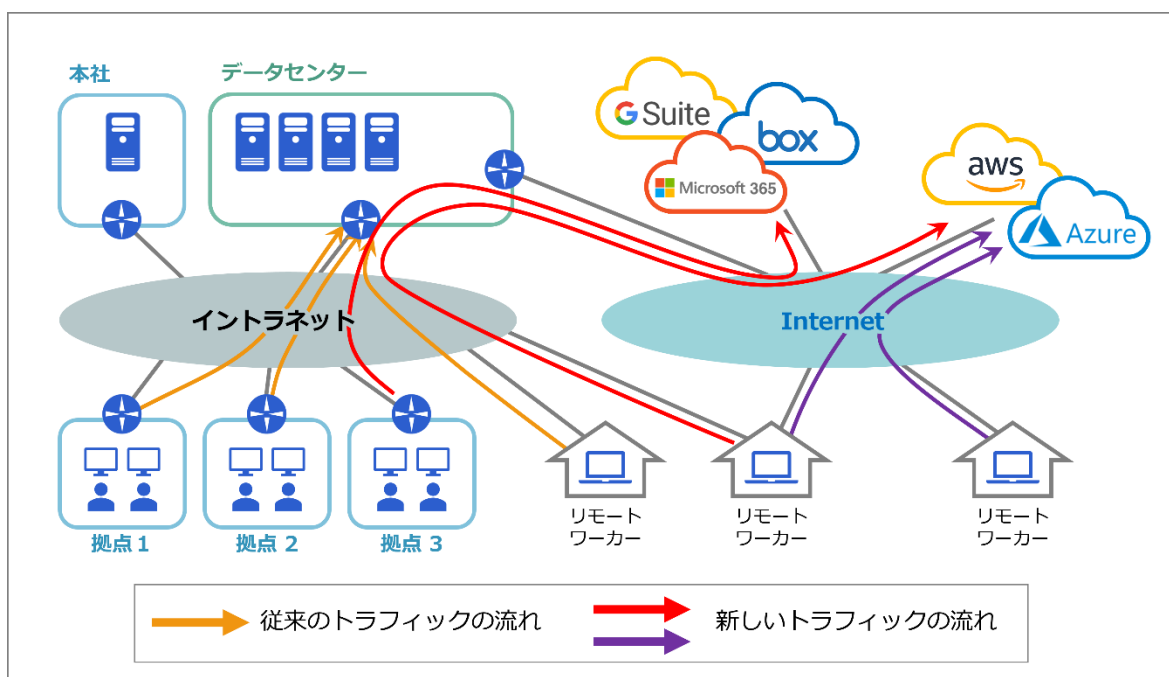 本社
データセンター
G Suite
box
Microsoft 365
aws
Azure
イントラネット
Internet
拠点 1
拠点 2
拠点 3
リモート
ワーカー
リモート
ワーカー
リモート
ワーカー
従来のトラフィックの流れ
新しいトラフィックの流れ